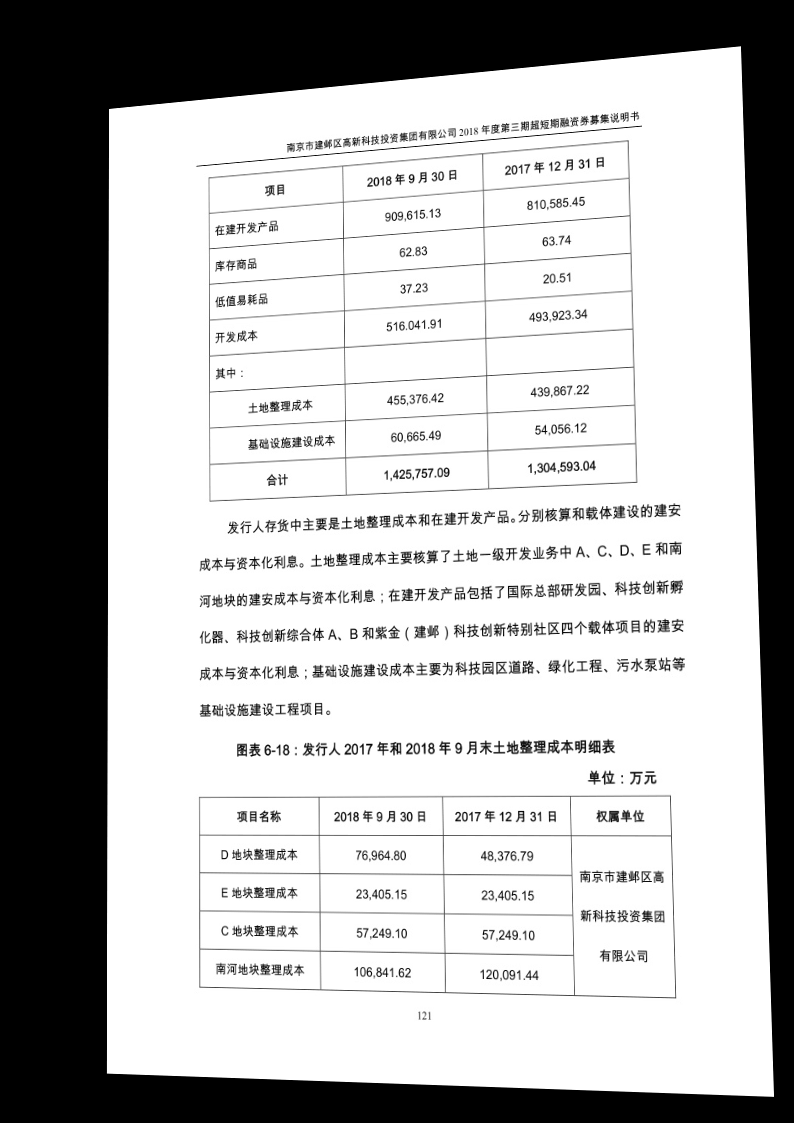 南京市建邺区高新科技投资集团有限公司 2018 年度第三期超短期融资券募集说明书
项目 2018 年 9 月 30 日 2017 年 12 月 31 日
在建开发产品 909,615.13 810,585.45
库存商品 62.83 63.74
低值易耗品 37.23 20.51
开发成本 516.041.91 493,923.34
其中：
土地整理成本 455,376.42 439,867.22
基础设施建设成本 60,665.49 54,056.12
合计 1,425,757.09 1,304,593.04
发行人存货中主要是土地整理成本和在建开发产品。分别核算和载体建设的建安
成本与资本化利息。土地整理成本主要核算了土地一级开发业务中 A、C、D、E 和南
河地块的建安成本与资本化利息；在建开发产品包括了国际总部研发园、科技创新孵
化器、科技创新综合体 A、B 和紫金（建邺）科技创新特别社区四个载体项目的建安
成本与资本化利息；基础设施建设成本主要为科技园区道路、绿化工程、污水泵站等
基础设施建设工程项目。
图表 6-18：发行人 2017 年和 2018 年 9 月末土地整理成本明细表
单位：万元
项目名称 2018 年 9 月 30 日 2017 年 12 月 31 日 权属单位
D 地块整理成本 76,964.80 48,376.79
E 地块整理成本 23,405.15 23,405.15
C 地块整理成本 57,249.10 57,249.10
南河地块整理成本 106,841.62 120,091.44
南京市建邺区高
新科技投资集团
有限公司
121